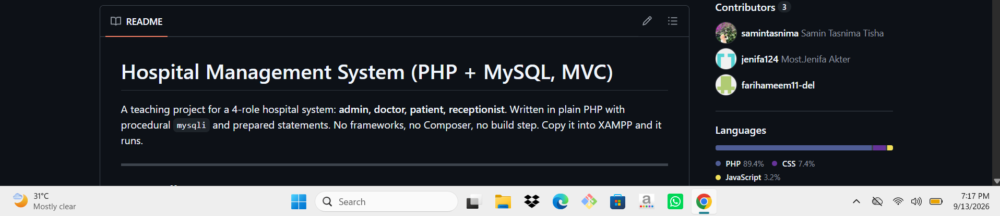 README
Hospital Management System (PHP + MySQL, MVC)
A teaching project for a 4-role hospital system: admin, doctor, patient, receptionist. Written in plain PHP with
procedural mysqli and prepared statements. No frameworks, no Composer, no build step. Copy it into XAMPP and it
runs.
Contributors 3
samintasnima Samin Tasnima Tisha
jenifa124 Most.Jenifa Akter
farihameem11-del
Languages
PHP 89.4% CSS 7.4%
JavaScript 3.2%
31°C
Mostly clear
Search
a
7:17 PM
9/13/2026